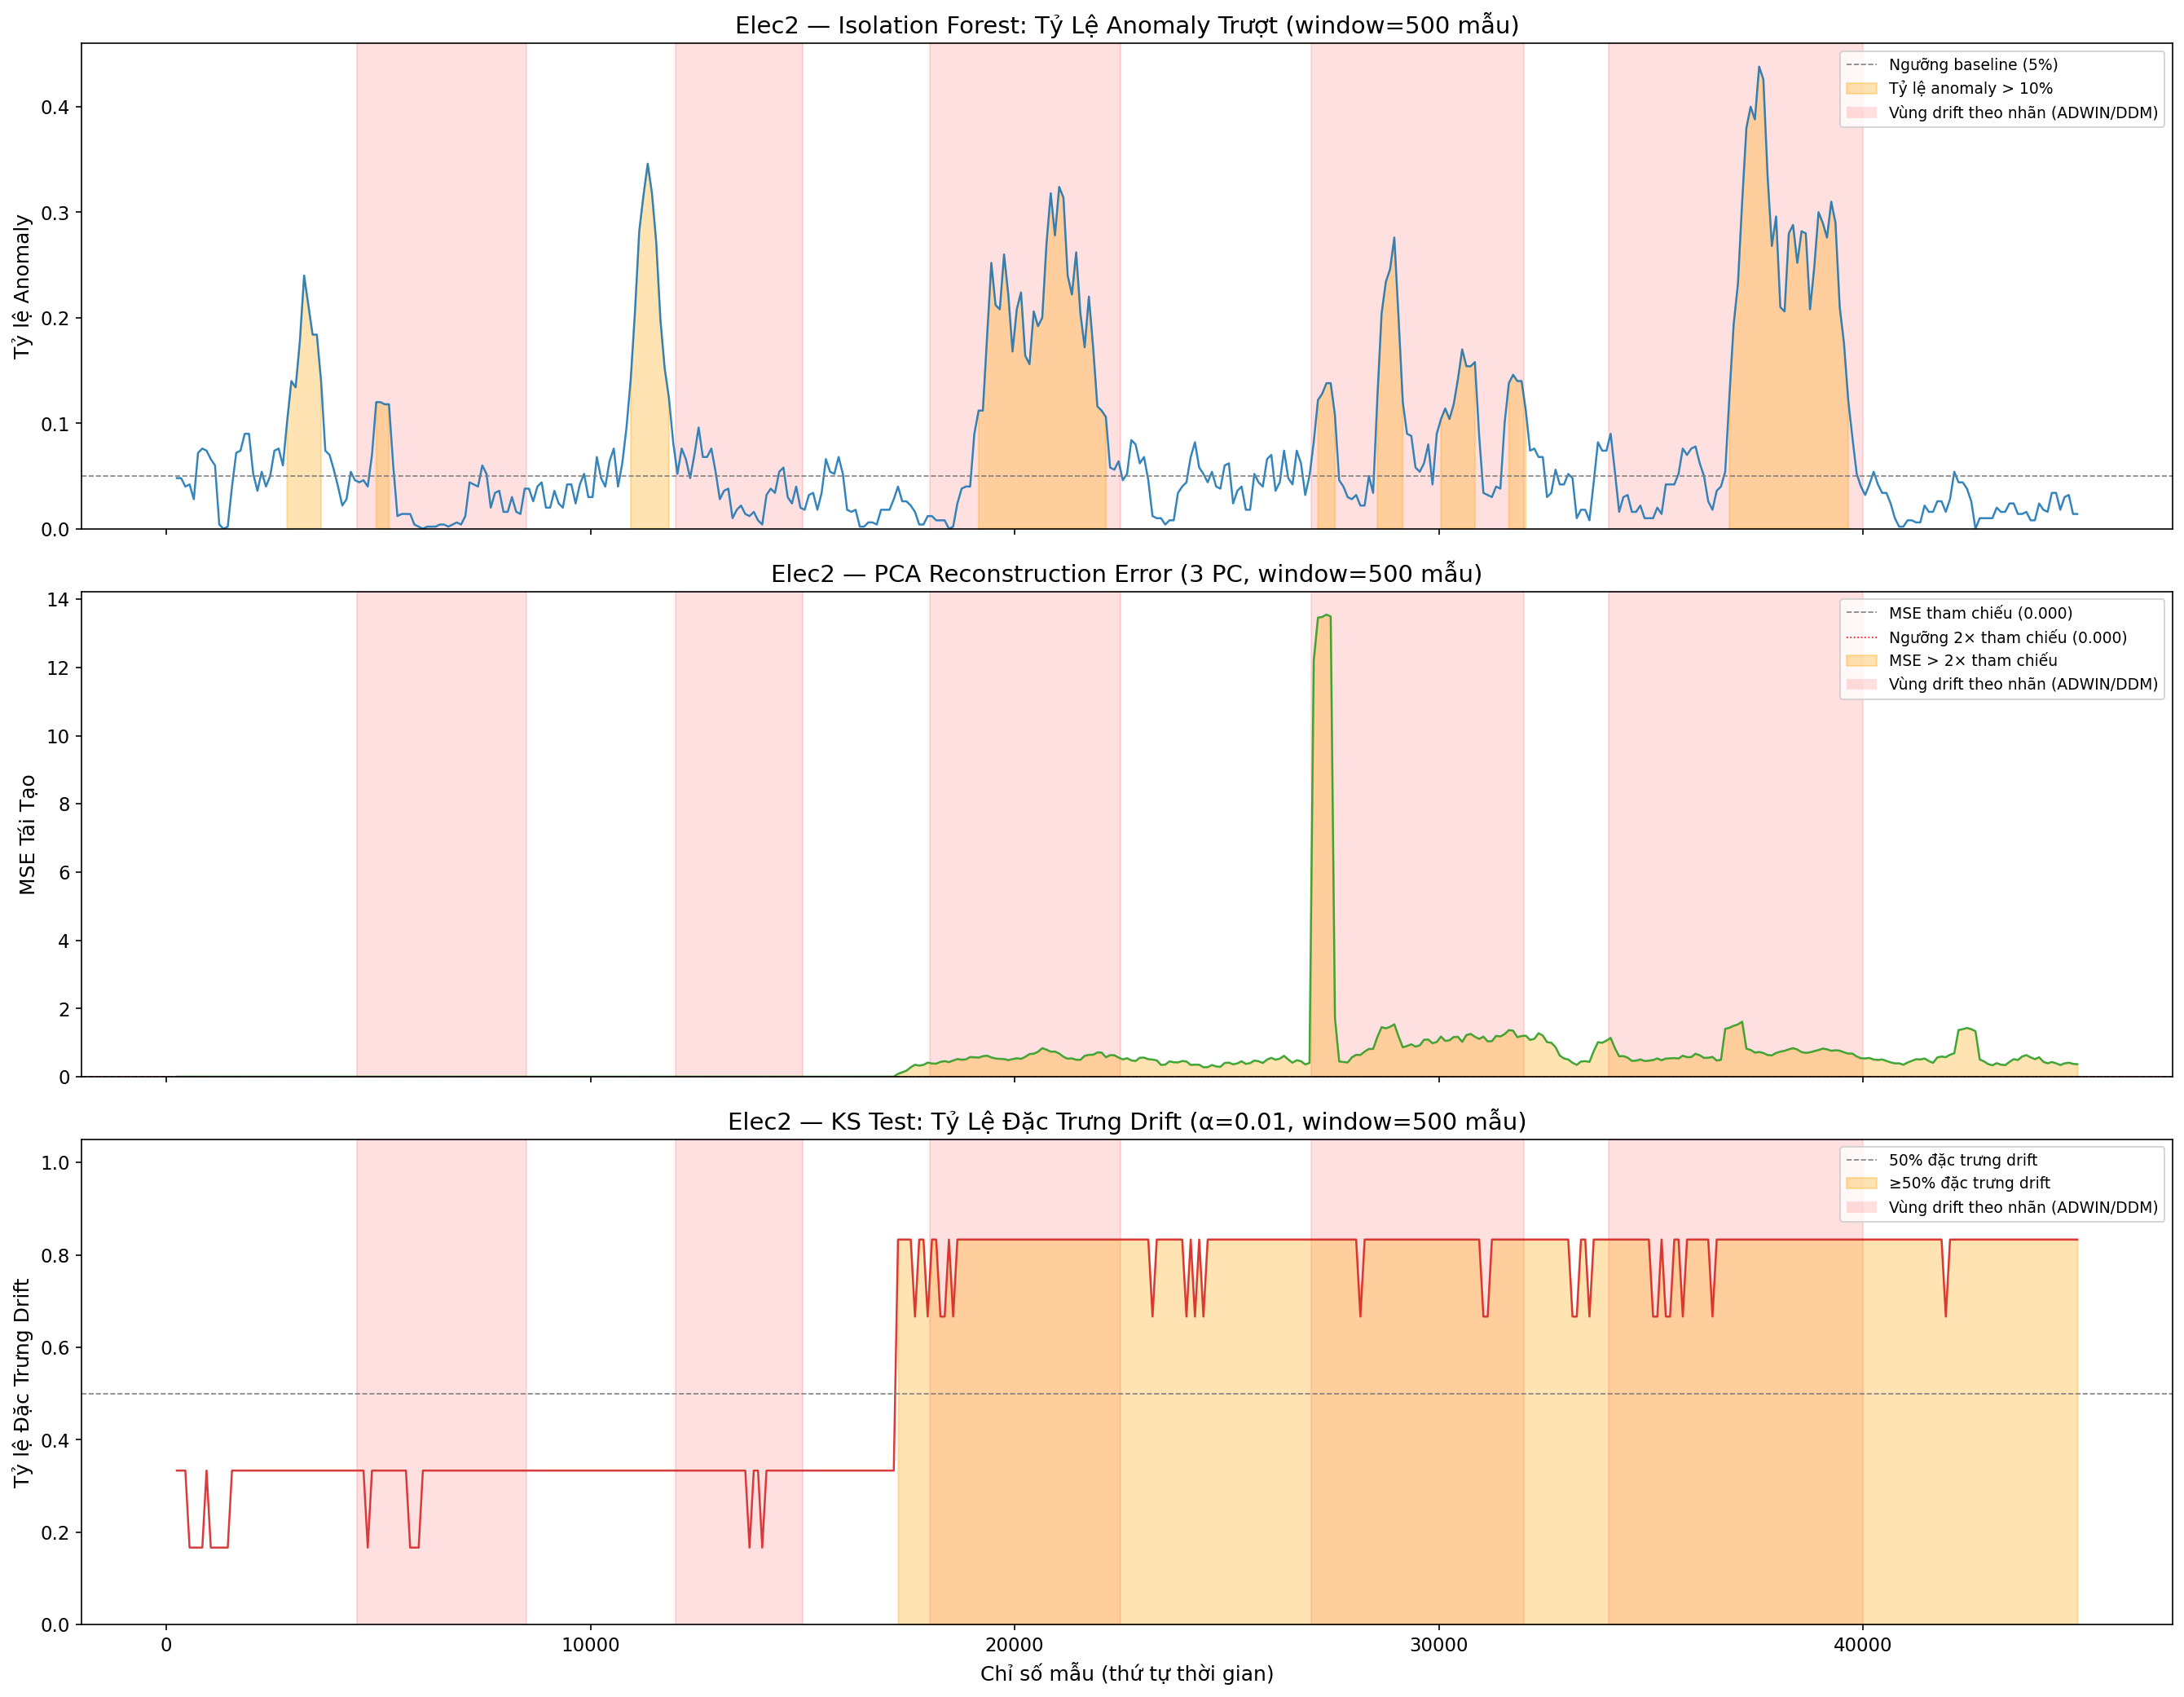 Elec2 — Isolation Forest: Tỷ Lệ Anomaly Trượt (window=500 mẫu)
Tỷ lệ Anomaly
0.4
0.3
0.2
0.1
0.0
Ngưỡng baseline (5%)
Tỷ lệ anomaly > 10%
Vùng drift theo nhãn (ADWIN/DDM)
Elec2 — PCA Reconstruction Error (3 PC, window=500 mẫu)
MSE Tái Tạo
14
12
10
8
6
4
2
0
MSE tham chiếu (0.000)
Ngưỡng 2× tham chiếu (0.000)
MSE > 2× tham chiếu
Vùng drift theo nhãn (ADWIN/DDM)
Elec2 — KS Test: Tỷ Lệ Đặc Trưng Drift (α=0.01, window=500 mẫu)
Tỷ lệ Đặc Trưng Drift
1.0
0.8
0.6
0.4
0.2
0.0
50% đặc trưng drift
≥50% đặc trưng drift
Vùng drift theo nhãn (ADWIN/DDM)
0 10000 20000 30000 40000
Chỉ số mẫu (thứ tự thời gian)